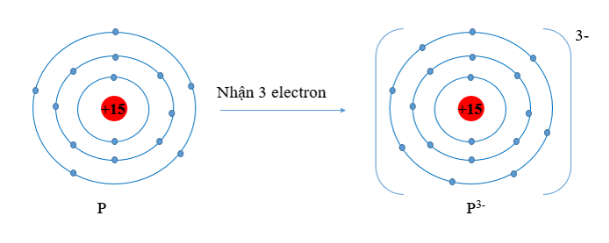 3-
+15
Nhận 3 electron
+15
P
P³⁻